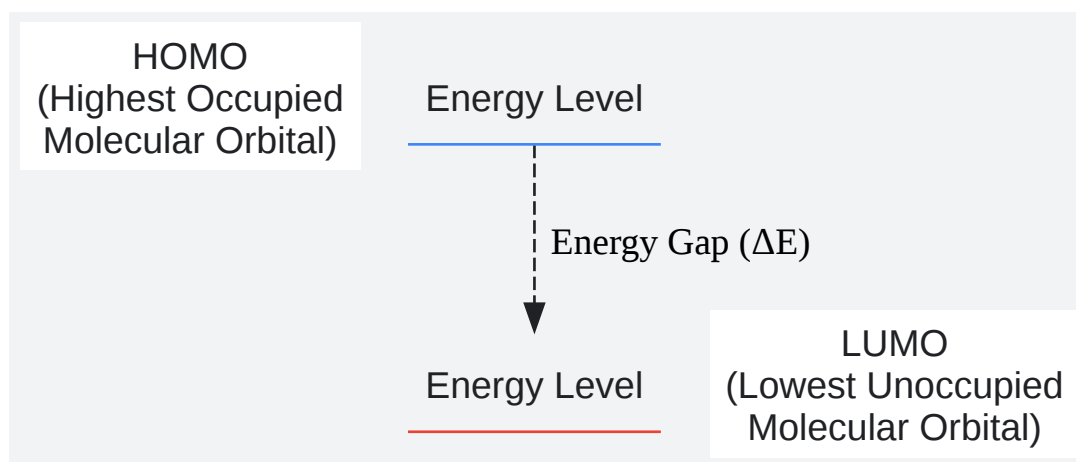 HOMO
(Highest Occupied
Molecular Orbital)
Energy Level
Energy Gap (ΔE)
Energy Level
LUMO
(Lowest Unoccupied
Molecular Orbital)